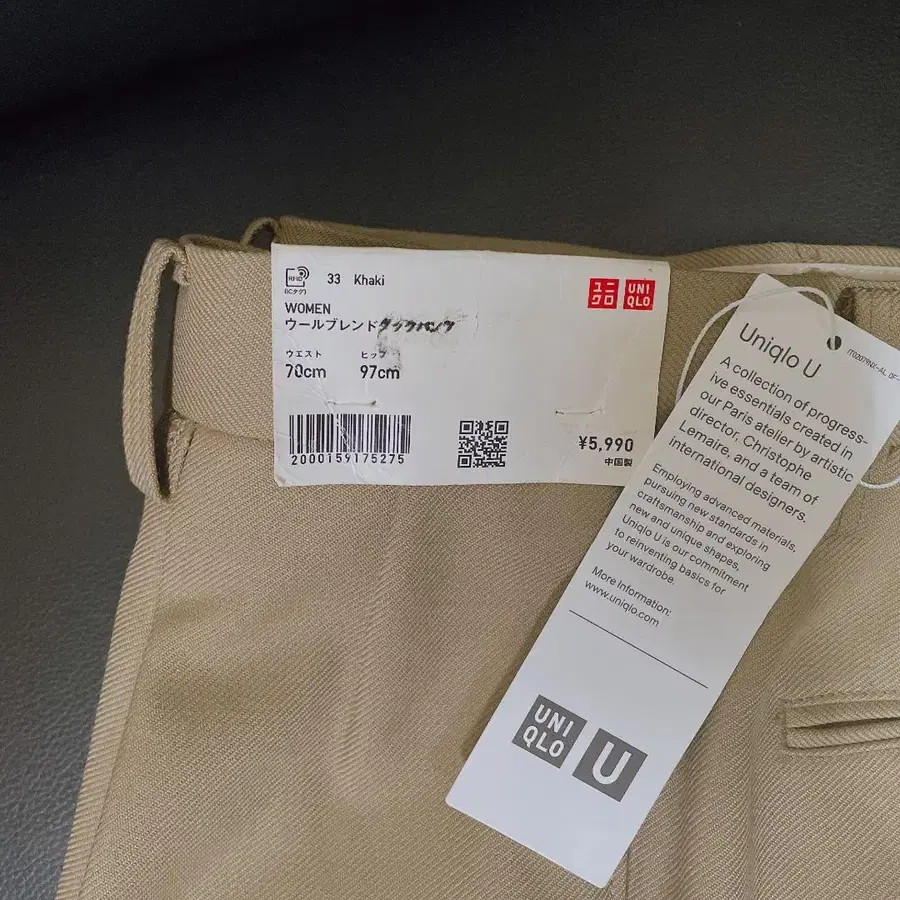 RFID
(ICタグ)
33 Khaki
WOMEN
ウールブレンドタックパンツ
ウエスト ヒップ
70cm 97cm
2000159175275
¥5,990
中国製
ユニ
クロ
UNI
QLO
Uniqlo U
A collection of progress-
ive essentials created in
our Paris atelier by artistic
director, Christophe
Lemaire, and a team of
international designers.
Employing advanced materials,
pursuing new standards in
craftsmanship and exploring
new and unique shapes,
Uniqlo U is our commitment
to reinventing basics for
your wardrobe.
More Information:
www.uniqlo.com
UNI
QLO
U